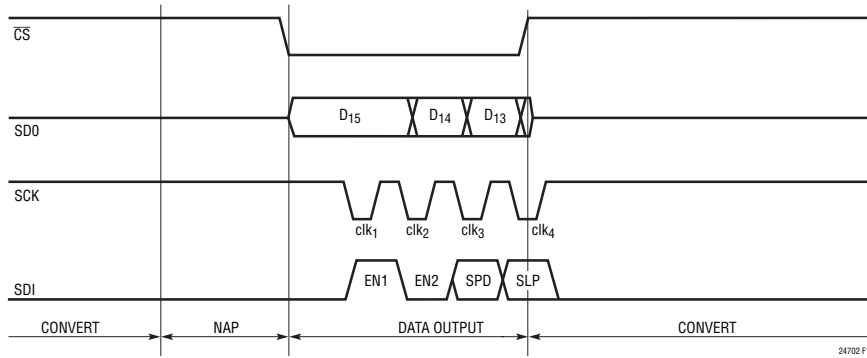 CS
SD0
D15
D14
D13
SCK
clk1
clk2
clk3
clk4
SDI
EN1
EN2
SPD
SLP
CONVERT
NAP
DATA OUTPUT
CONVERT
24702 F